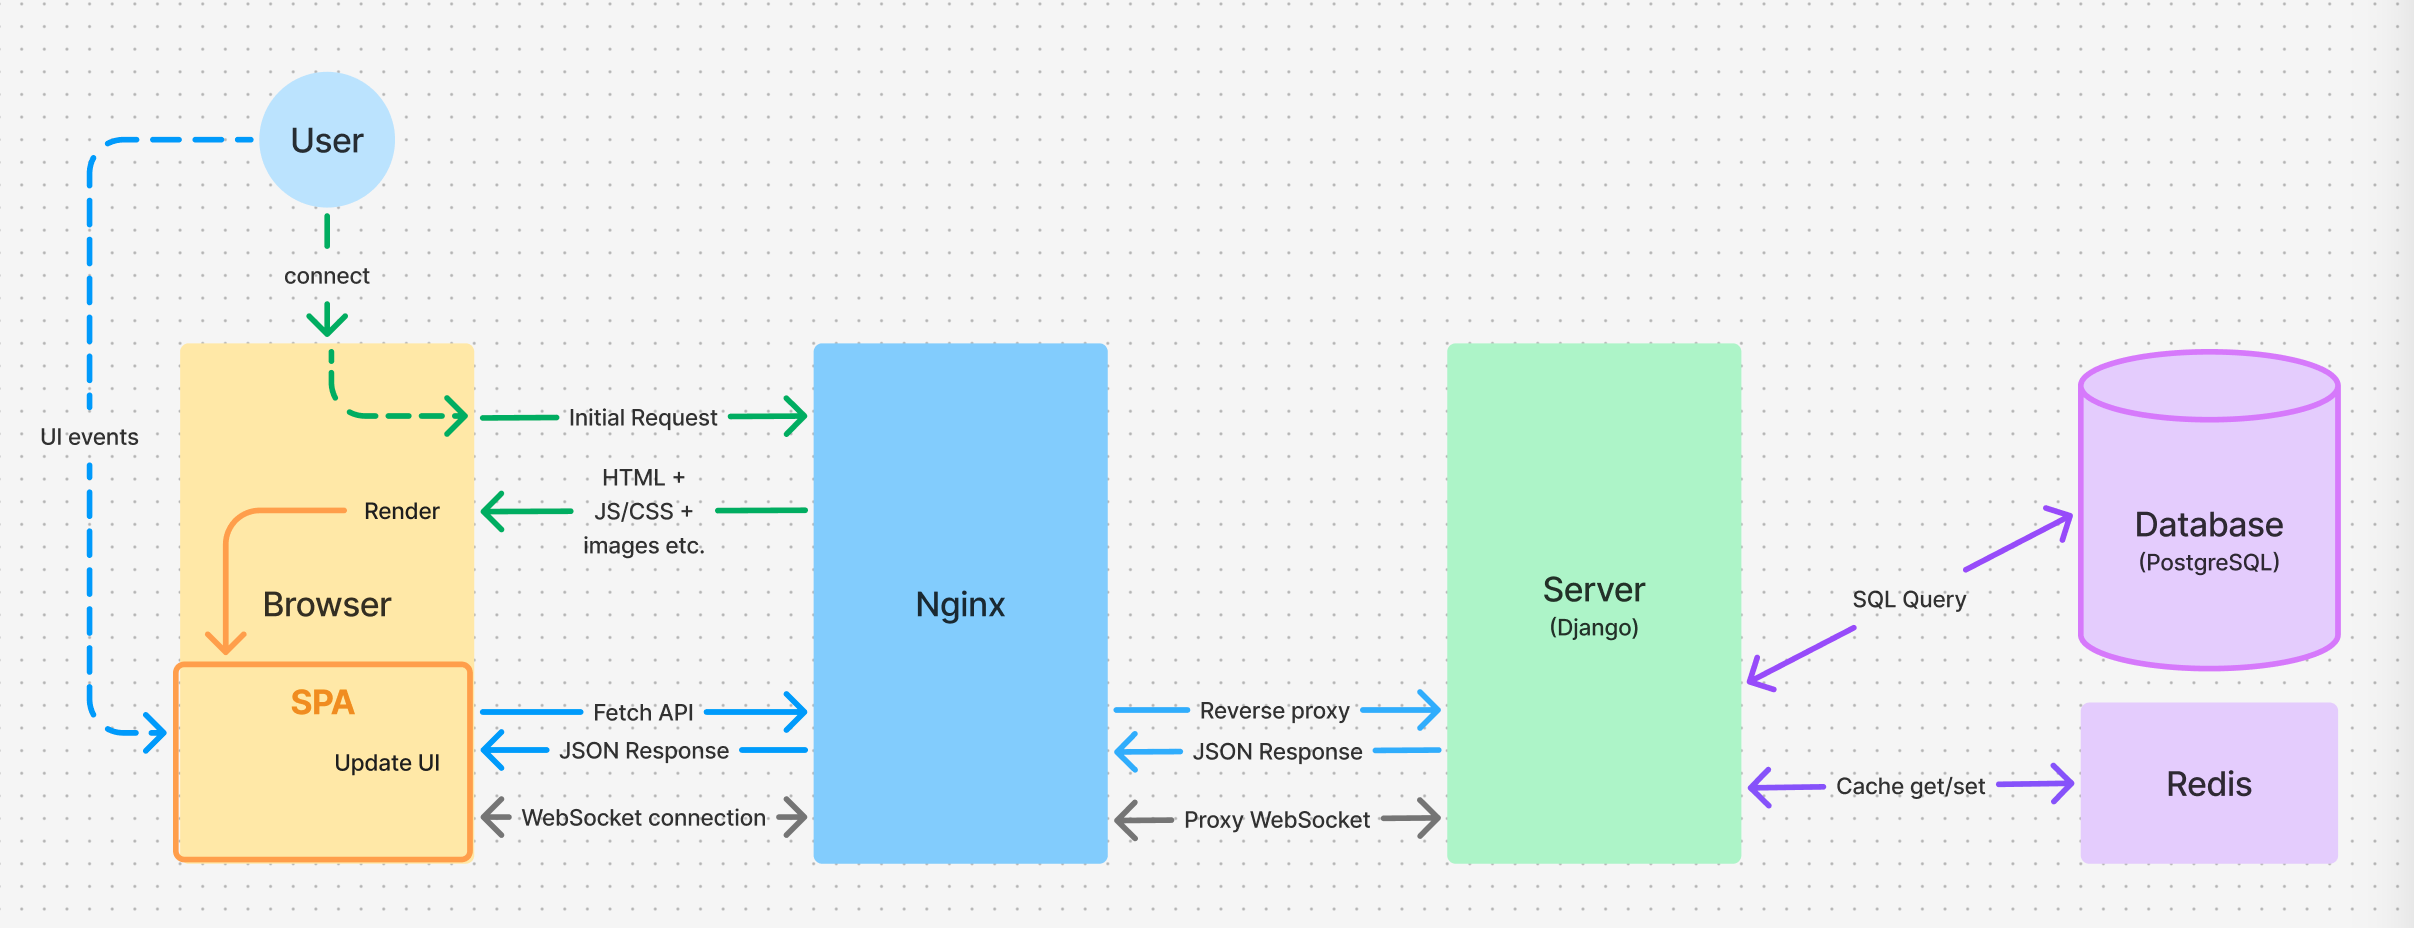 User
connect
UI events
Initial Request
HTML +
JS/CSS +
images etc.
Render
Browser
SPA
Update UI
Fetch API
JSON Response
WebSocket connection
Nginx
Reverse proxy
JSON Response
Proxy WebSocket
Server
(Django)
SQL Query
Cache get/set
Database
(PostgreSQL)
Redis